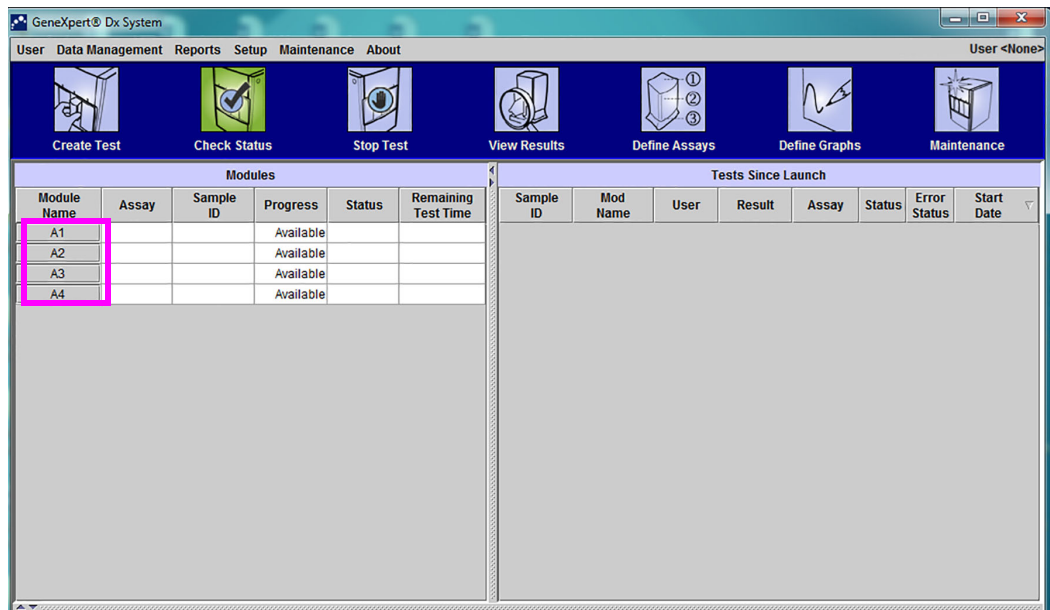 GeneXpert® Dx System
User Data Management Reports Setup Maintenance About User <None>
Create Test Check Status Stop Test View Results Define Assays Define Graphs Maintenance
Modules Tests Since Launch
Module Name Assay Sample ID Progress Status Remaining Test Time Sample ID Mod Name User Result Assay Status Error Status Start Date
A1 Available
A2 Available
A3 Available
A4 Available